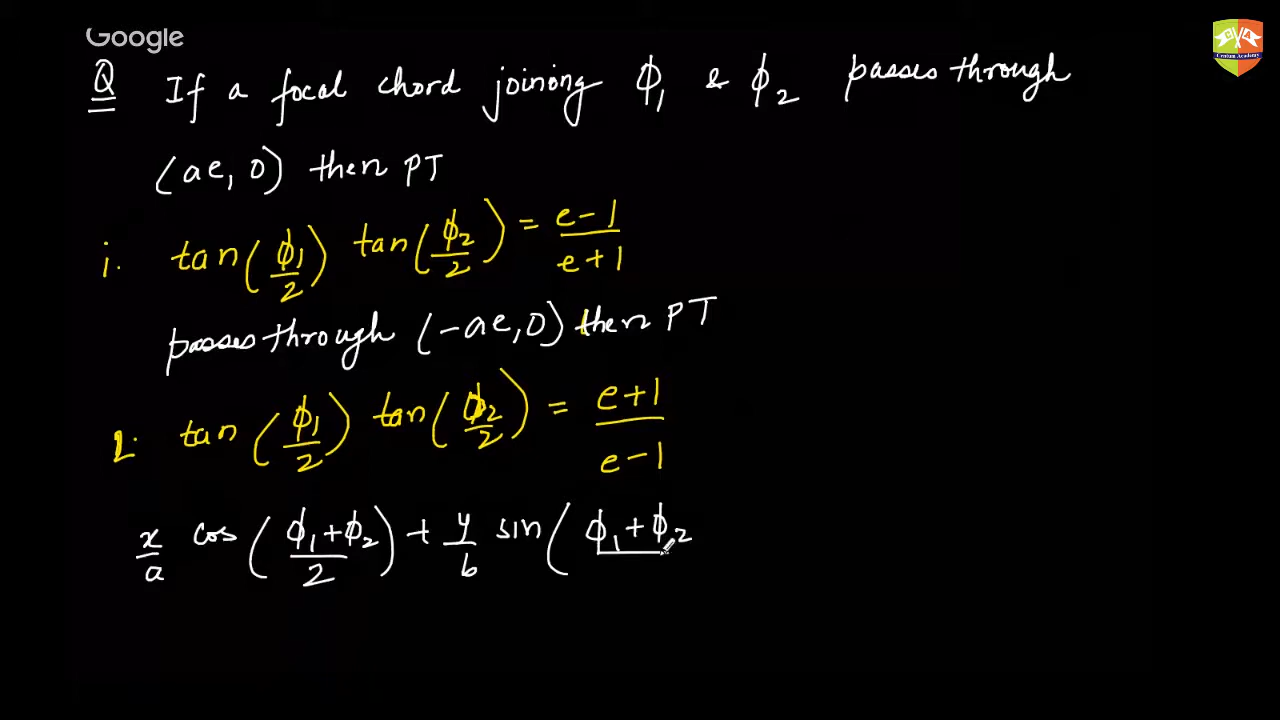 Google
Q If a focal chord joining ϕ₁ & ϕ₂ passes through
(ae, 0) then PT
i. tan(ϕ₁/2) tan(ϕ₂/2) = e-1/e+1
passes through (-ae, 0) then PT
2. tan(ϕ₁/2) tan(ϕ₂/2) = e+1/e-1
x/a cos(ϕ₁+ϕ₂/2) + y/b sin(ϕ₁+ϕ₂